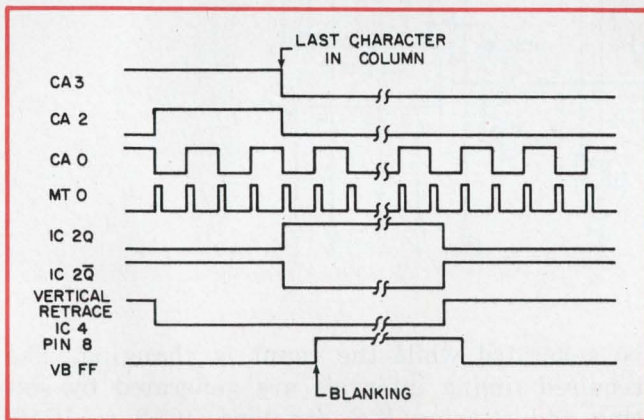 LAST CHARACTER
IN COLUMN
CA 3
CA 2
CA 0
MT 0
IC 2Q
IC 2Q̅
VERTICAL
RETRACE
IC 4
PIN 8
VB FF
BLANKING